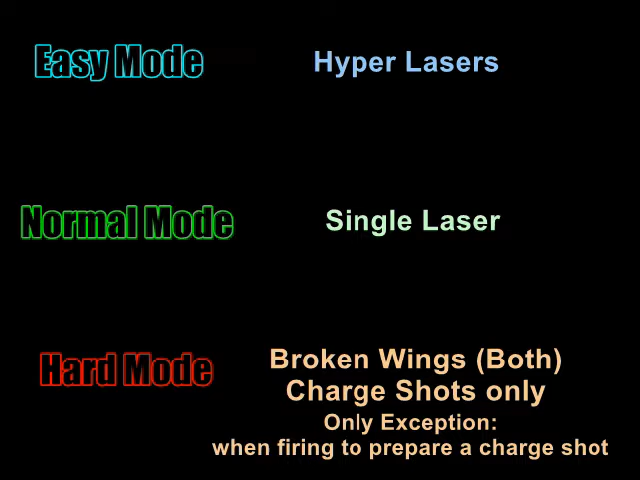 Easy Mode
Hyper Lasers
Normal Mode
Single Laser
Hard Mode
Broken Wings (Both)
Charge Shots only
Only Exception:
when firing to prepare a charge shot